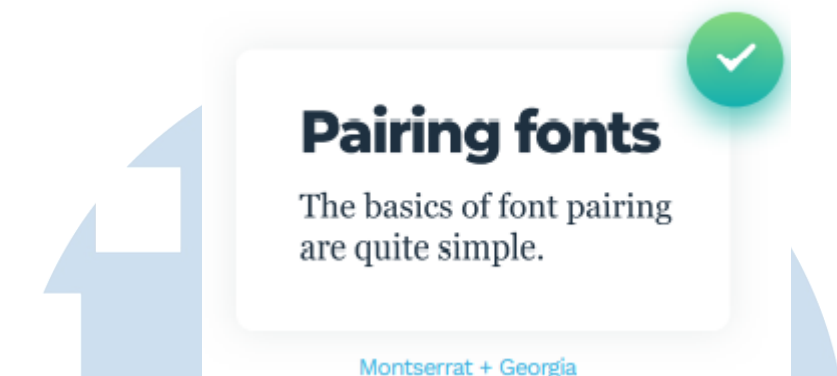 Pairing fonts
The basics of font pairing
are quite simple.
Montserrat + Georgia